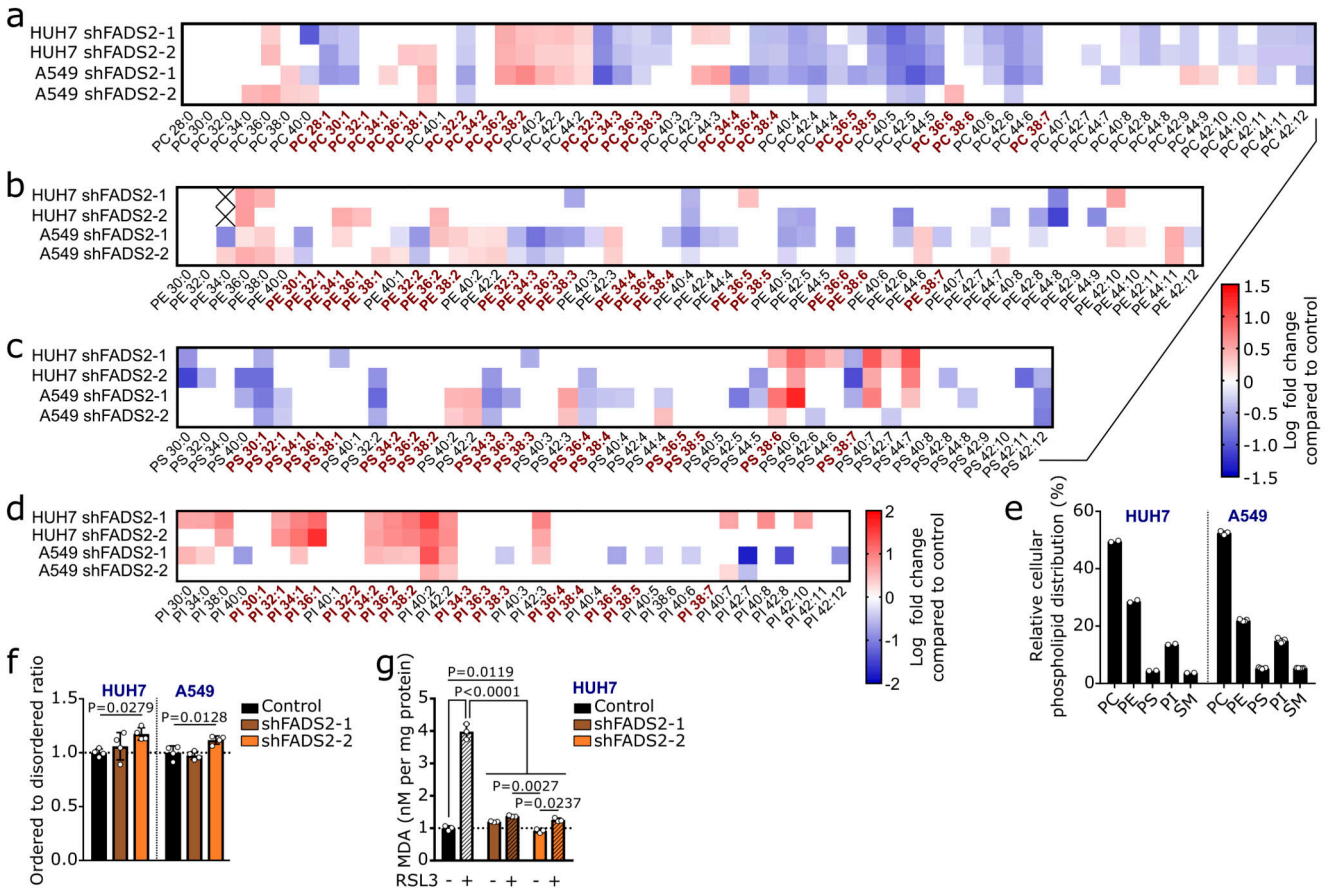 a
HUH7 shFADS2-1
HUH7 shFADS2-2
A549 shFADS2-1
A549 shFADS2-2
PC 28:0
PC 30:0
PC 32:0
PC 34:0
PC 36:0
PC 38:0
PC 40:0
PC 28:1
PC 30:1
PC 32:1
PC 34:1
PC 36:1
PC 38:1
PC 40:1
PC 32:2
PC 34:2
PC 36:2
PC 38:2
PC 40:2
PC 42:2
PC 44:2
PC 32:3
PC 34:3
PC 36:3
PC 38:3
PC 40:3
PC 42:3
PC 44:3
PC 34:4
PC 36:4
PC 38:4
PC 40:4
PC 42:4
PC 44:4
PC 36:5
PC 38:5
PC 40:5
PC 42:5
PC 44:5
PC 36:6
PC 38:6
PC 40:6
PC 42:6
PC 44:6
PC 38:7
PC 40:7
PC 42:7
PC 44:7
PC 40:8
PC 42:8
PC 44:8
PC 42:9
PC 44:9
PC 42:10
PC 44:10
PC 42:11
PC 44:11
PC 42:12
b
HUH7 shFADS2-1
HUH7 shFADS2-2
A549 shFADS2-1
A549 shFADS2-2
PE 30:0
PE 32:0
PE 34:0
PE 36:0
PE 38:0
PE 40:0
PE 30:1
PE 32:1
PE 34:1
PE 36:1
PE 38:1
PE 40:1
PE 32:2
PE 36:2
PE 38:2
PE 40:2
PE 42:2
PE 32:3
PE 34:3
PE 36:3
PE 38:3
PE 40:3
PE 42:3
PE 34:4
PE 36:4
PE 38:4
PE 40:4
PE 42:4
PE 44:4
PE 36:5
PE 38:5
PE 40:5
PE 42:5
PE 44:5
PE 36:6
PE 38:6
PE 40:6
PE 42:6
PE 44:6
PE 38:7
PE 40:7
PE 42:7
PE 44:7
PE 40:8
PE 42:8
PE 44:8
PE 42:9
PE 44:9
PE 42:10
PE 44:10
PE 42:11
PE 44:11
PE 42:12
1.5
1.0
0.5
0
-0.5
-1.0
-1.5
Log fold change
compared to control
c
HUH7 shFADS2-1
HUH7 shFADS2-2
A549 shFADS2-1
A549 shFADS2-2
PS 30:0
PS 32:0
PS 34:0
PS 40:0
PS 30:1
PS 32:1
PS 34:1
PS 36:1
PS 38:1
PS 40:1
PS 32:2
PS 34:2
PS 36:2
PS 38:2
PS 40:2
PS 42:2
PS 34:3
PS 36:3
PS 38:3
PS 40:3
PS 42:3
PS 36:4
PS 38:4
PS 40:4
PS 42:4
PS 44:4
PS 36:5
PS 38:5
PS 40:5
PS 42:5
PS 44:5
PS 38:6
PS 40:6
PS 42:6
PS 44:6
PS 38:7
PS 40:7
PS 42:7
PS 44:7
PS 40:8
PS 42:8
PS 44:8
PS 42:9
PS 42:10
PS 42:11
PS 42:12
d
HUH7 shFADS2-1
HUH7 shFADS2-2
A549 shFADS2-1
A549 shFADS2-2
PI 30:0
PI 34:0
PI 38:0
PI 40:0
PI 30:1
PI 32:1
PI 34:1
PI 36:1
PI 40:1
PI 32:2
PI 34:2
PI 36:2
PI 38:2
PI 40:2
PI 42:2
PI 34:3
PI 36:3
PI 38:3
PI 40:3
PI 42:3
PI 36:4
PI 38:4
PI 40:4
PI 36:5
PI 38:5
PI 40:5
PI 38:6
PI 40:6
PI 38:7
PI 40:7
PI 42:7
PI 40:8
PI 42:8
PI 42:10
PI 42:11
PI 42:12
2
1
0
-1
-2
Log fold change
compared to control
e
HUH7
A549
Relative cellular
phospholipid distribution (%)
60
40
20
0
PC
PE
PS
PI
SM
PC
PE
PS
PI
SM
f
HUH7
A549
P=0.0279
P=0.0128
Ordered to disordered ratio
1.5
1.0
0.5
0.0
Control
shFADS2-1
shFADS2-2
g
HUH7
P=0.0119
P<0.0001
P=0.0027
P=0.0237
MDA (nM per mg protein)
5
4
3
2
1
0
RSL3 - + - + - +
Control
shFADS2-1
shFADS2-2